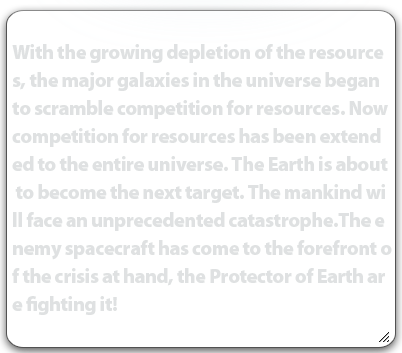 With the growing depletion of the resource
s, the major galaxies in the universe began
to scramble competition for resources. Now
competition for resources has been extend
ed to the entire universe. The Earth is about
to become the next target. The mankind wi
ll face an unprecedented catastrophe.The e
nemy spacecraft has come to the forefront o
f the crisis at hand, the Protector of Earth ar
e fighting it!